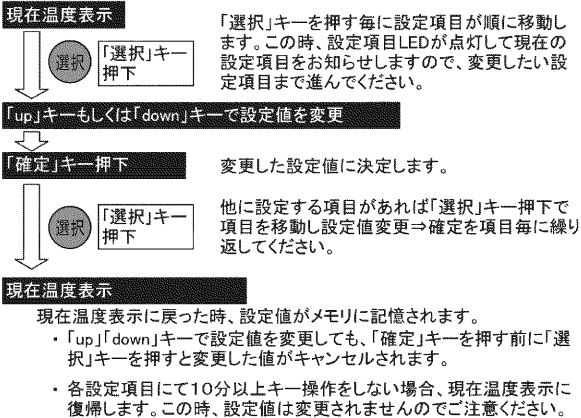 現在温度表示
選択
「選択」キー
押下
「選択」キーを押す毎に設定項目が順に移動し
ます。この時、設定項目LEDが点灯して現在の
設定項目をお知らせしますので、変更したい設
定項目まで進んでください。
「up」キーもしくは「down」キーで設定値を変更
「確定」キー押下
変更した設定値に決定します。
選択
「選択」キー
押下
他に設定する項目があれば「選択」キー押下で
項目を移動し設定値変更⇒確定を項目毎に繰り
返してください。
現在温度表示
現在温度表示に戻った時、設定値がメモリに記憶されます。
・「up」「down」キーで設定値を変更しても、「確定」キーを押す前に「選
択」キーを押すと変更した値がキャンセルされます。
・各設定項目にて10分以上キー操作をしない場合、現在温度表示に
復帰します。この時、設定値は変更されませんのでご注意ください。